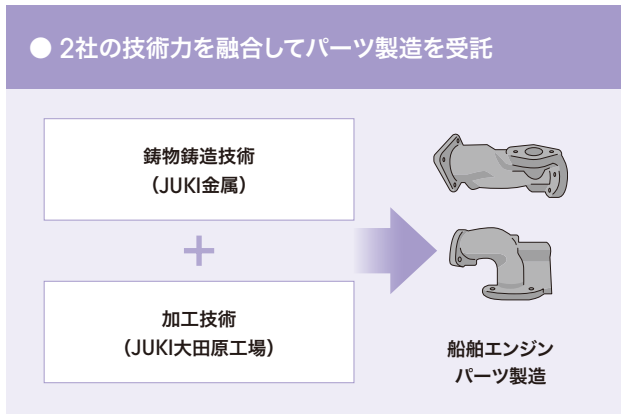 ● 2社の技術力を融合してパーツ製造を受託
鋳物鋳造技術
（JUKI金属）
＋
加工技術
（JUKI大田原工場）
船舶エンジン
パーツ製造